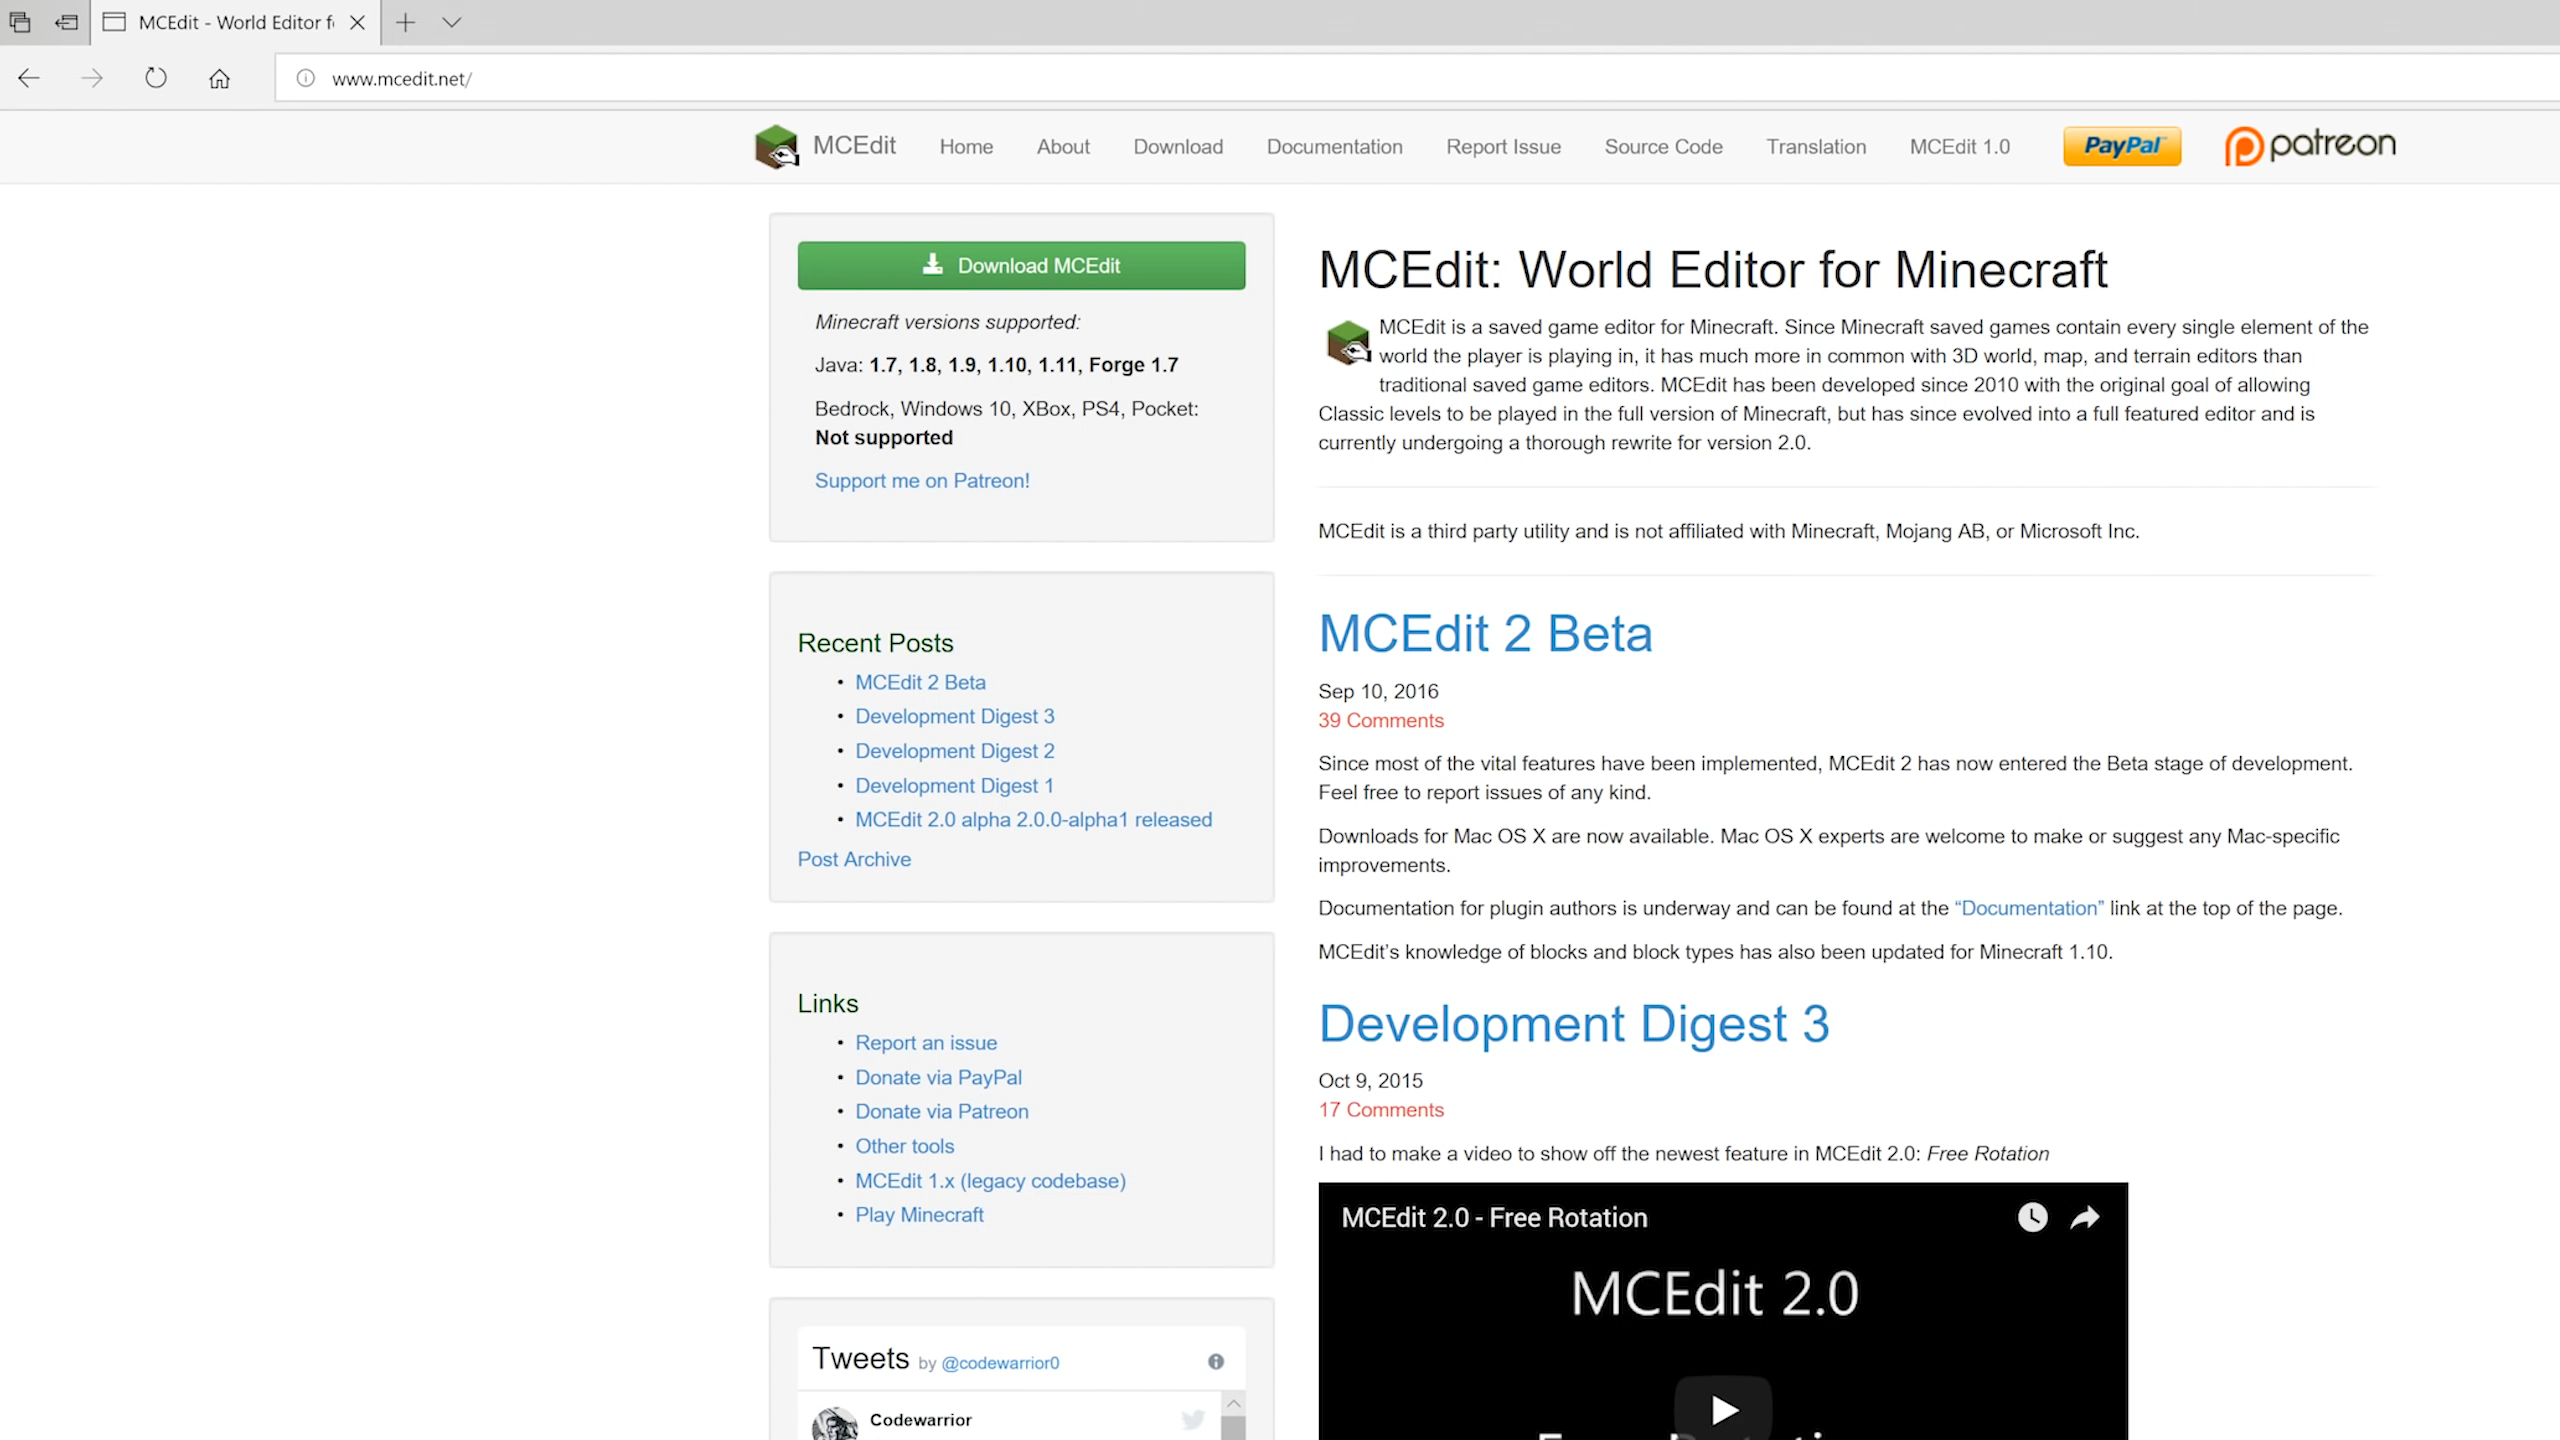 MCEdit - World Editor f
www.mcedit.net/
MCEdit Home About Download Documentation Report Issue Source Code Translation MCEdit 1.0 PayPal patreon
Download MCEdit
Minecraft versions supported:
Java: 1.7, 1.8, 1.9, 1.10, 1.11, Forge 1.7
Bedrock, Windows 10, XBox, PS4, Pocket:
Not supported
Support me on Patreon!
Recent Posts
• MCEdit 2 Beta
• Development Digest 3
• Development Digest 2
• Development Digest 1
• MCEdit 2.0 alpha 2.0.0-alpha1 released
Post Archive
Links
• Report an issue
• Donate via PayPal
• Donate via Patreon
• Other tools
• MCEdit 1.x (legacy codebase)
• Play Minecraft
Tweets by @codewarrior0
Codewarrior
MCEdit: World Editor for Minecraft
MCEdit is a saved game editor for Minecraft. Since Minecraft saved games contain every single element of the
world the player is playing in, it has much more in common with 3D world, map, and terrain editors than
traditional saved game editors. MCEdit has been developed since 2010 with the original goal of allowing
Classic levels to be played in the full version of Minecraft, but has since evolved into a full featured editor and is
currently undergoing a thorough rewrite for version 2.0.
MCEdit is a third party utility and is not affiliated with Minecraft, Mojang AB, or Microsoft Inc.
MCEdit 2 Beta
Sep 10, 2016
39 Comments
Since most of the vital features have been implemented, MCEdit 2 has now entered the Beta stage of development.
Feel free to report issues of any kind.
Downloads for Mac OS X are now available. Mac OS X experts are welcome to make or suggest any Mac-specific
improvements.
Documentation for plugin authors is underway and can be found at the “Documentation” link at the top of the page.
MCEdit’s knowledge of blocks and block types has also been updated for Minecraft 1.10.
Development Digest 3
Oct 9, 2015
17 Comments
I had to make a video to show off the newest feature in MCEdit 2.0: Free Rotation
MCEdit 2.0 - Free Rotation
MCEdit 2.0